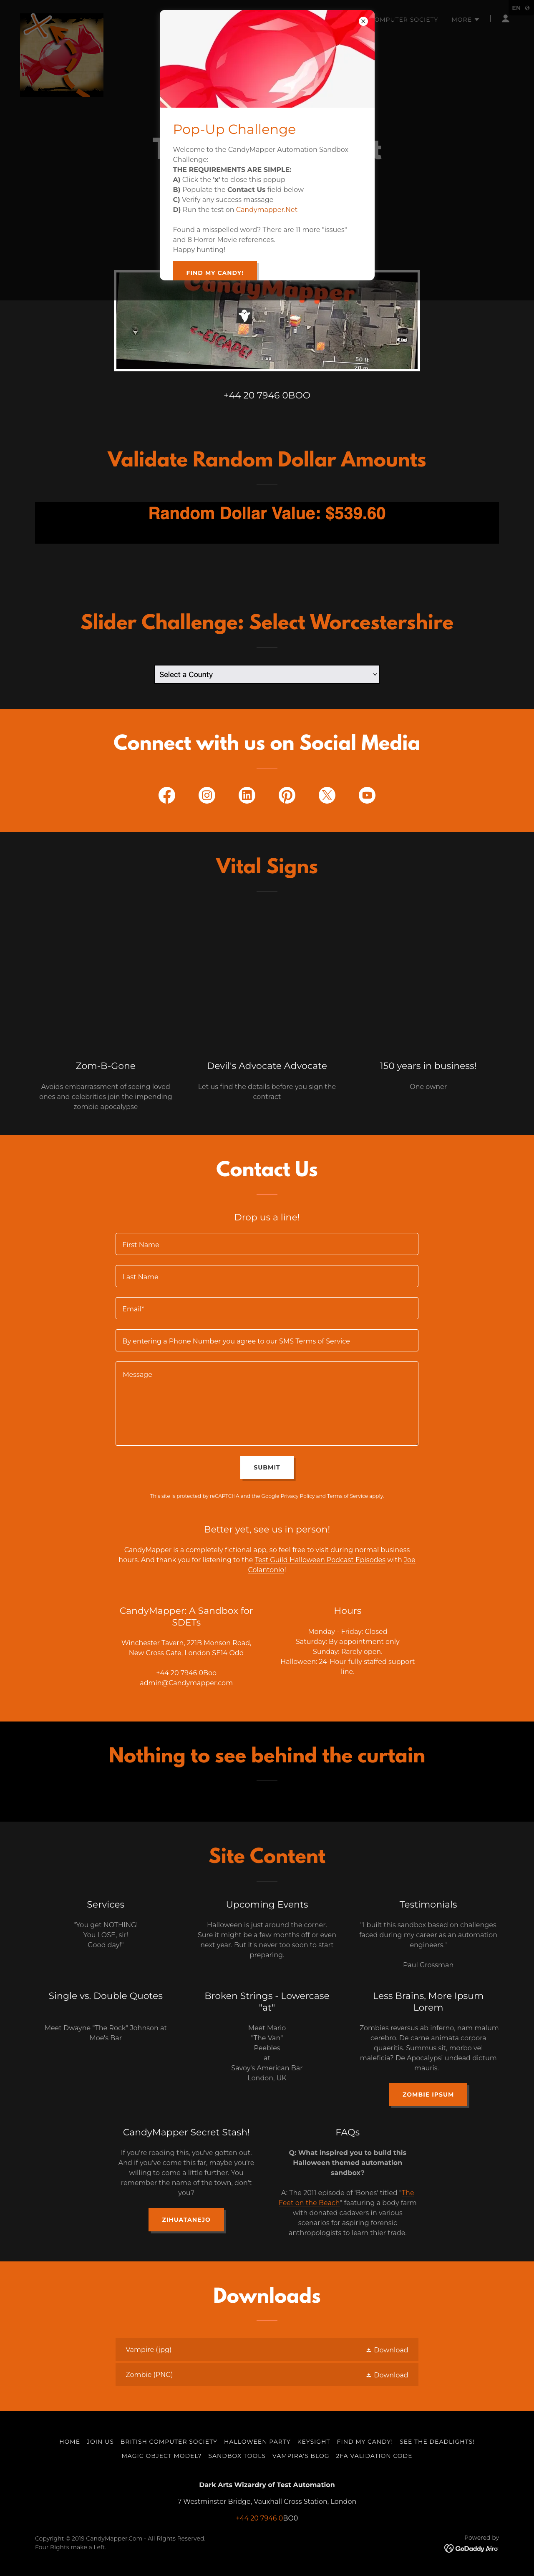 COMPUTER SOCIETY
MORE
EN
Pop-Up Challenge
Welcome to the CandyMapper Automation Sandbox
Challenge:
THE REQUIREMENTS ARE SIMPLE:
A) Click the 'x' to close this popup
B) Populate the Contact Us field below
C) Verify any success massage
D) Run the test on Candymapper.Net
Found a misspelled word? There are 11 more "issues"
and 8 Horror Movie references.
Happy hunting!
FIND MY CANDY!
CandyMapper
<-ESCAPE!
50 ft
20 m
+44 20 7946 0BOO
Validate Random Dollar Amounts
Random Dollar Value: $539.60
Slider Challenge: Select Worcestershire
Select a County
Connect with us on Social Media
Vital Signs
Zom-B-Gone
Avoids embarrassment of seeing loved
ones and celebrities join the impending
zombie apocalypse
Devil's Advocate Advocate
Let us find the details before you sign the
contract
150 years in business!
One owner
Contact Us
Drop us a line!
First Name
Last Name
Email*
By entering a Phone Number you agree to our SMS Terms of Service
Message
SUBMIT
This site is protected by reCAPTCHA and the Google Privacy Policy and Terms of Service apply.
Better yet, see us in person!
CandyMapper is a completely fictional app, so feel free to visit during normal business
hours. And thank you for listening to the Test Guild Halloween Podcast Episodes with Joe
Colantonio!
CandyMapper: A Sandbox for
SDETs
Winchester Tavern, 221B Monson Road,
New Cross Gate, London SE14 Odd
+44 20 7946 0Boo
admin@Candymapper.com
Hours
Monday - Friday: Closed
Saturday: By appointment only
Sunday: Rarely open.
Halloween: 24-Hour fully staffed support
line.
Nothing to see behind the curtain
Site Content
Services
"You get NOTHING!
You LOSE, sir!
Good day!"
Upcoming Events
Halloween is just around the corner.
Sure it might be a few months off or even
next year. But it's never too soon to start
preparing.
Testimonials
"I built this sandbox based on challenges
faced during my career as an automation
engineers."
Paul Grossman
Single vs. Double Quotes
Meet Dwayne "The Rock" Johnson at
Moe's Bar
Broken Strings - Lowercase
"at"
Meet Mario
"The Van"
Peebles
at
Savoy's American Bar
London, UK
Less Brains, More Ipsum
Lorem
Zombies reversus ab inferno, nam malum
cerebro. De carne animata corpora
quaeritis. Summus sit, morbo vel
maleficia? De Apocalypsi undead dictum
mauris.
ZOMBIE IPSUM
CandyMapper Secret Stash!
If you're reading this, you've gotten out.
And if you've come this far, maybe you're
willing to come a little further. You
remember the name of the town, don't
you?
ZIHUATANEJO
FAQs
Q: What inspired you to build this
Halloween themed automation
sandbox?
A: The 2011 episode of 'Bones' titled "The
Feet on the Beach" featuring a body farm
with donated cadavers in various
scenarios for aspiring forensic
anthropologists to learn thier trade.
Downloads
Vampire (jpg)
Download
Zombie (PNG)
Download
HOME JOIN US BRITISH COMPUTER SOCIETY HALLOWEEN PARTY KEYSIGHT FIND MY CANDY! SEE THE DEADLIGHTS!
MAGIC OBJECT MODEL? SANDBOX TOOLS VAMPIRA'S BLOG 2FA VALIDATION CODE
Dark Arts Wizardry of Test Automation
7 Westminster Bridge, Vauxhall Cross Station, London
+44 20 7946 0BOO
Copyright © 2019 CandyMapper.Com - All Rights Reserved.
Four Rights make a Left.
Powered by
GoDaddy Airo